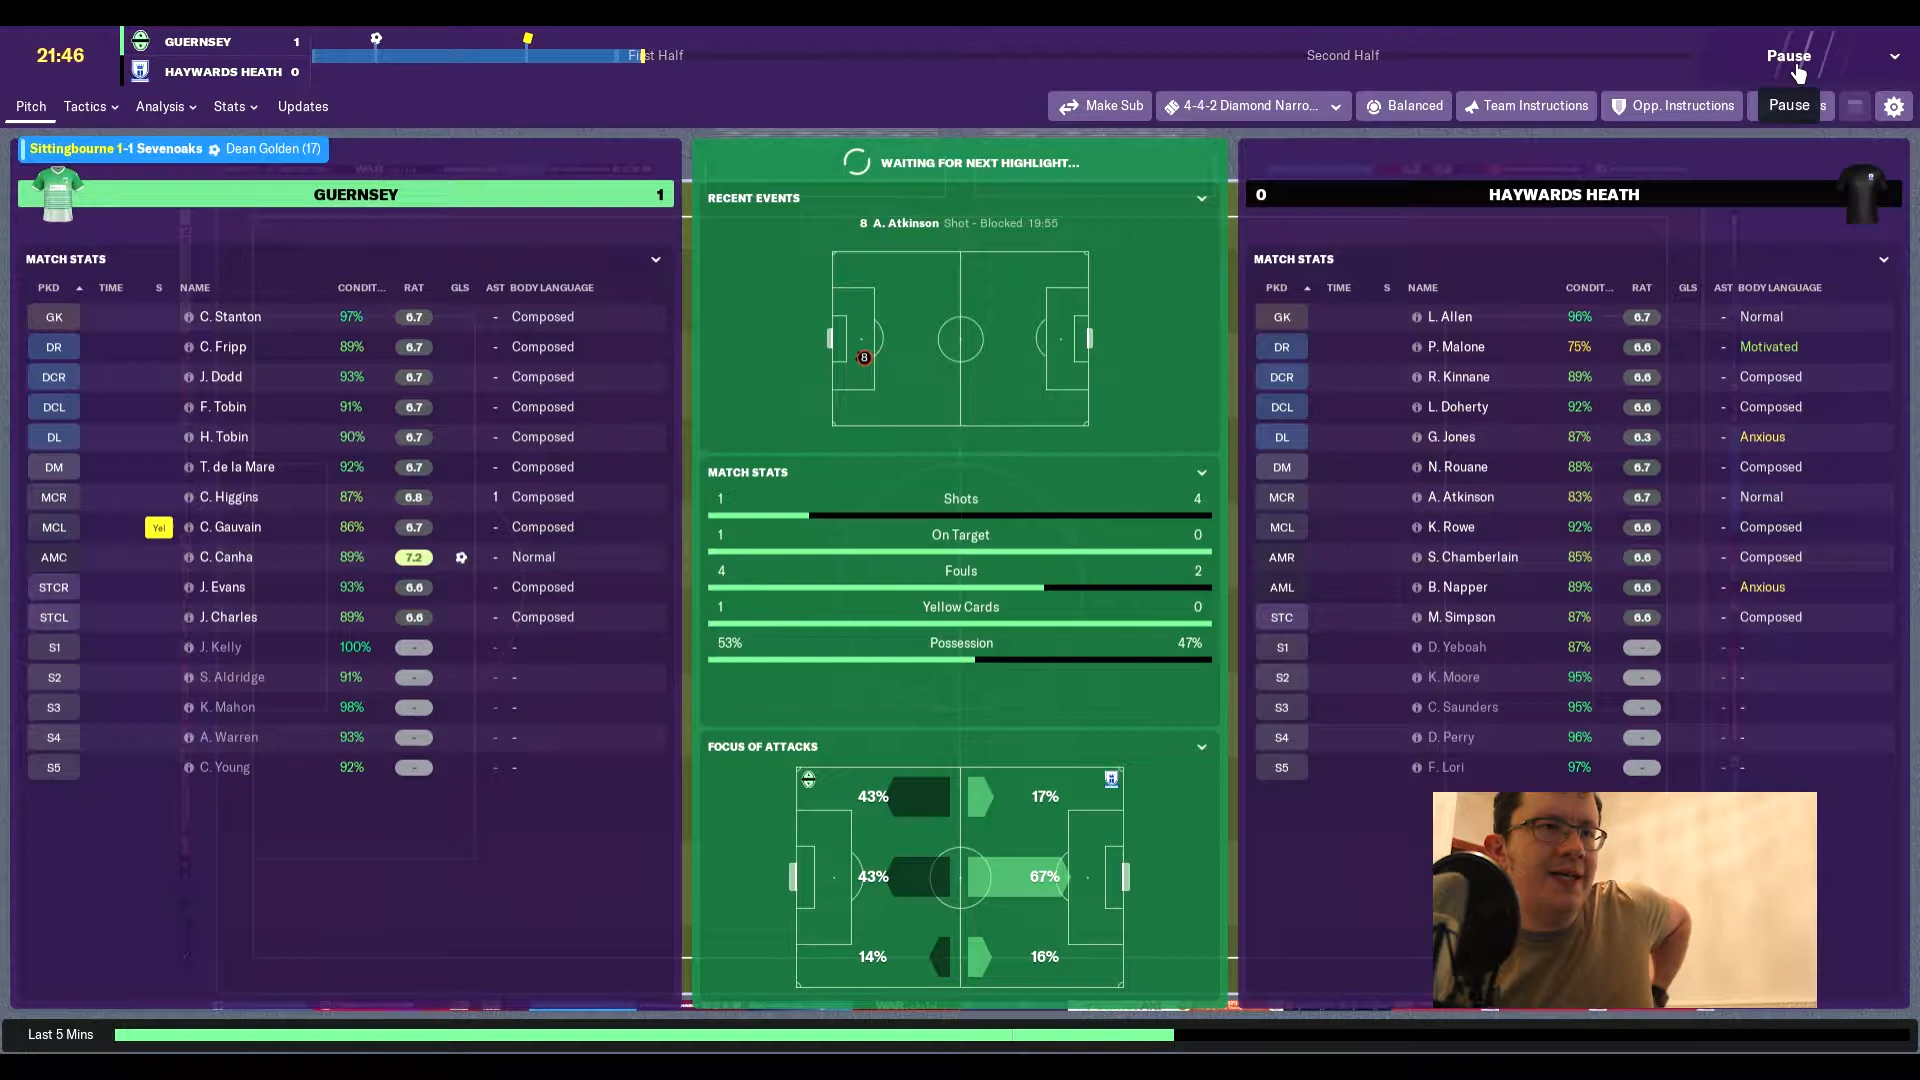 21:46
GUERNSEY 1
HAYWARDS HEATH 0
First Half
Second Half
Pause
Pitch
Tactics
Analysis
Stats
Updates
Make Sub
4-4-2 Diamond Narro...
Balanced
Team Instructions
Opp. Instructions
Pause
Sittingbourne 1-1 Sevenoaks Dean Golden (17)
GUERNSEY 1
MATCH STATS
PKD TIME S NAME CONDIT... RAT GLS AST BODY LANGUAGE
GK C. Stanton 97% 6.7 - Composed
DR C. Fripp 89% 6.7 - Composed
DCR J. Dodd 93% 6.7 - Composed
DCL F. Tobin 91% 6.7 - Composed
DL H. Tobin 90% 6.7 - Composed
DM T. de la Mare 92% 6.7 - Composed
MCR C. Higgins 87% 6.8 1 Composed
MCL Yel C. Gauvain 86% 6.7 - Composed
AMC C. Canha 89% 7.2 - Normal
STCR J. Evans 93% 6.6 - Composed
STCL J. Charles 89% 6.6 - Composed
S1 J. Kelly 100% - - -
S2 S. Aldridge 91% - - -
S3 K. Mahon 98% - - -
S4 A. Warren 93% - - -
S5 C. Young 92% - - -
WAITING FOR NEXT HIGHLIGHT...
RECENT EVENTS
8 A. Atkinson Shot - Blocked 19:55
8
MATCH STATS
1 Shots 4
1 On Target 0
4 Fouls 2
1 Yellow Cards 0
53% Possession 47%
FOCUS OF ATTACKS
43% 17%
43% 67%
14% 16%
0 HAYWARDS HEATH
MATCH STATS
PKD TIME S NAME CONDIT... RAT GLS AST BODY LANGUAGE
GK L. Allen 96% 6.7 - Normal
DR P. Malone 75% 6.6 - Motivated
DCR R. Kinnane 89% 6.6 - Composed
DCL L. Doherty 92% 6.6 - Composed
DL G. Jones 87% 6.3 - Anxious
DM N. Rouane 88% 6.7 - Composed
MCR A. Atkinson 83% 6.7 - Normal
MCL K. Rowe 92% 6.6 - Composed
AMR S. Chamberlain 85% 6.6 - Composed
AML B. Napper 89% 6.6 - Anxious
STC M. Simpson 87% 6.6 - Composed
S1 D. Yeboah 87% - - -
S2 K. Moore 95% - - -
S3 C. Saunders 95% - - -
S4 D. Perry 96% - - -
S5 F. Lori 97% - - -
Last 5 Mins